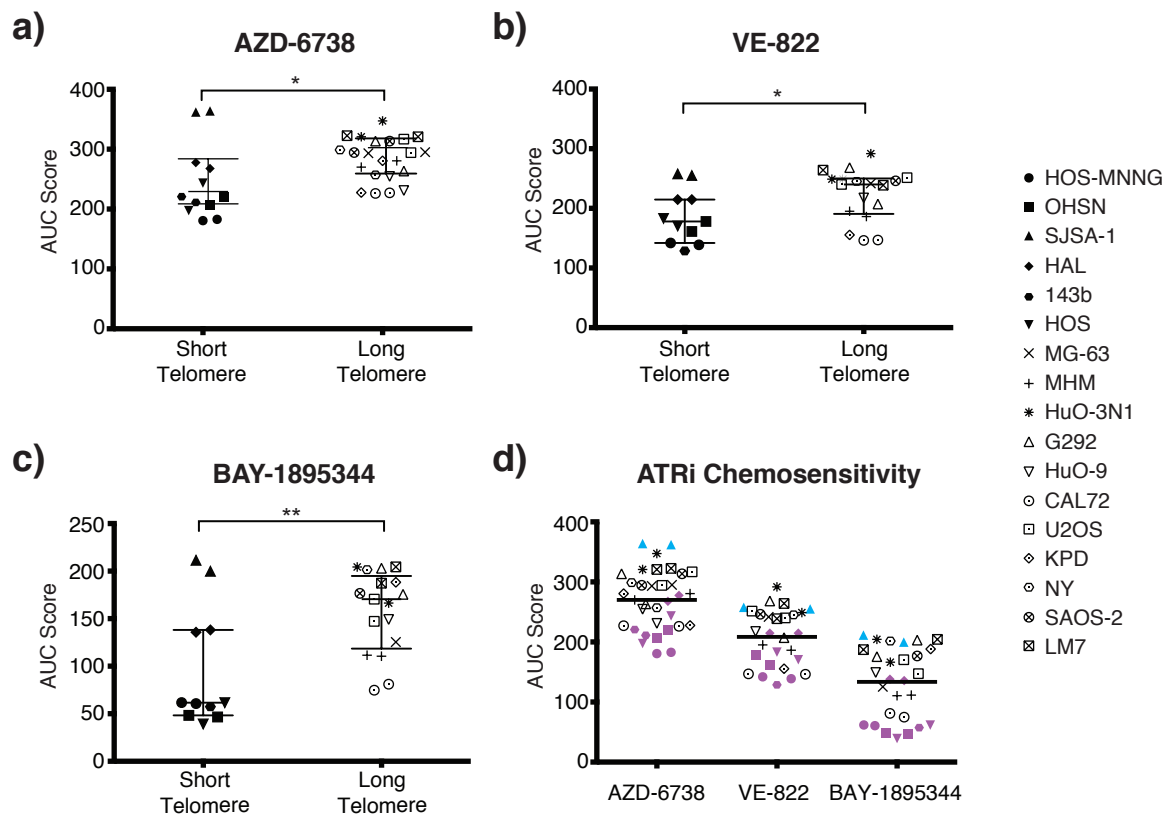 a)
AZD-6738
*
AUC Score
400
300
200
100
0
Short
Telomere
Long
Telomere
b)
VE-822
*
AUC Score
400
300
200
100
0
Short
Telomere
Long
Telomere
HOS-MNNG
OHSN
SJSA-1
HAL
143b
HOS
MG-63
MHM
HuO-3N1
G292
HuO-9
CAL72
U2OS
KPD
NY
SAOS-2
LM7
c)
BAY-1895344
**
AUC Score
250
200
150
100
50
0
Short
Telomere
Long
Telomere
d)
ATRi Chemosensitivity
AUC Score
400
300
200
100
0
AZD-6738
VE-822
BAY-1895344